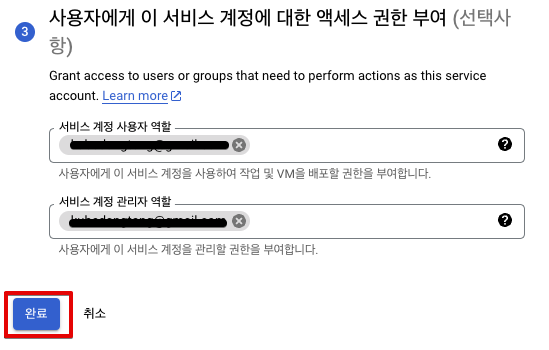 3
사용자에게 이 서비스 계정에 대한 액세스 권한 부여 (선택사
항)
Grant access to users or groups that need to perform actions as this service
account. Learn more
서비스 계정 사용자 역할
사용자에게 이 서비스 계정을 사용하여 작업 및 VM을 배포할 권한을 부여합니다.
서비스 계정 관리자 역할
사용자에게 이 서비스 계정을 관리할 권한을 부여합니다.
완료 취소